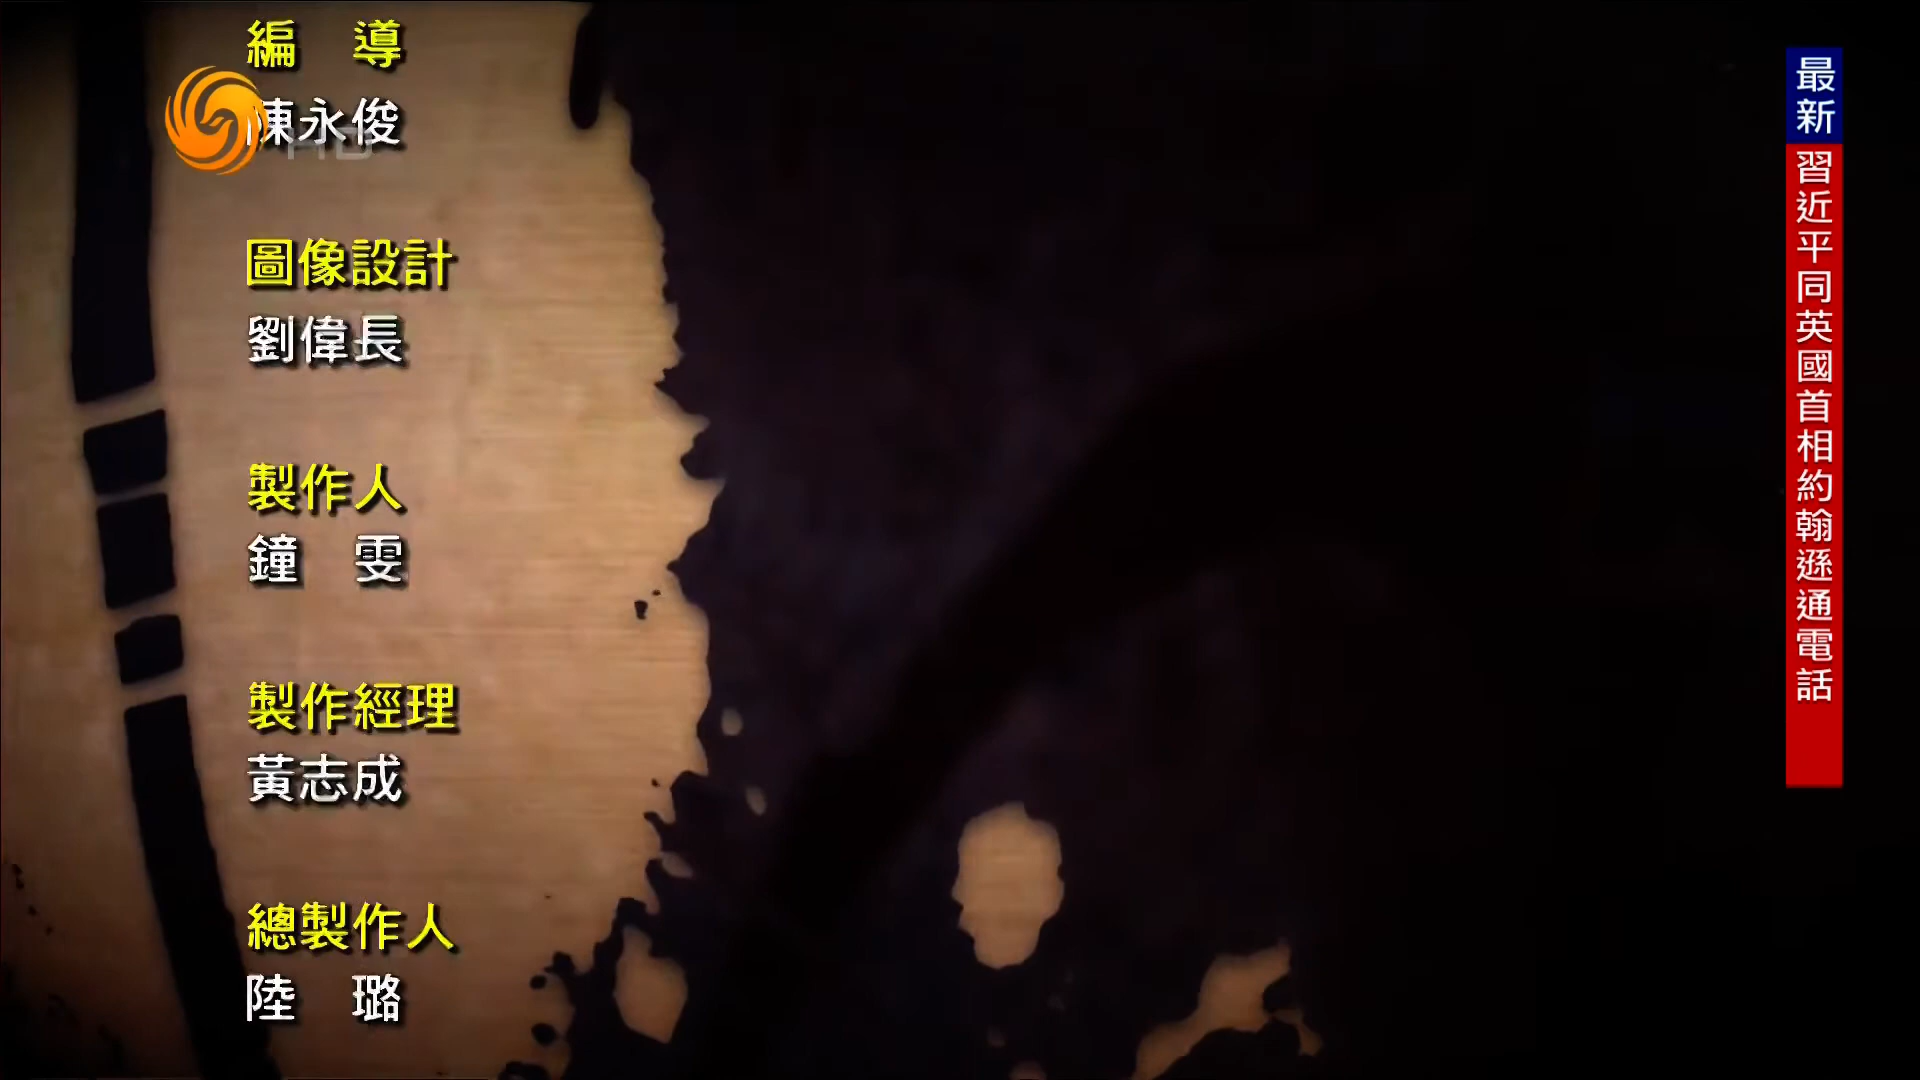 編　導
陳永俊
HD
圖像設計
劉偉長
製作人
鐘　雯
製作經理
黃志成
總製作人
陸　璐
最新
習近平同英國首相約翰遜通電話